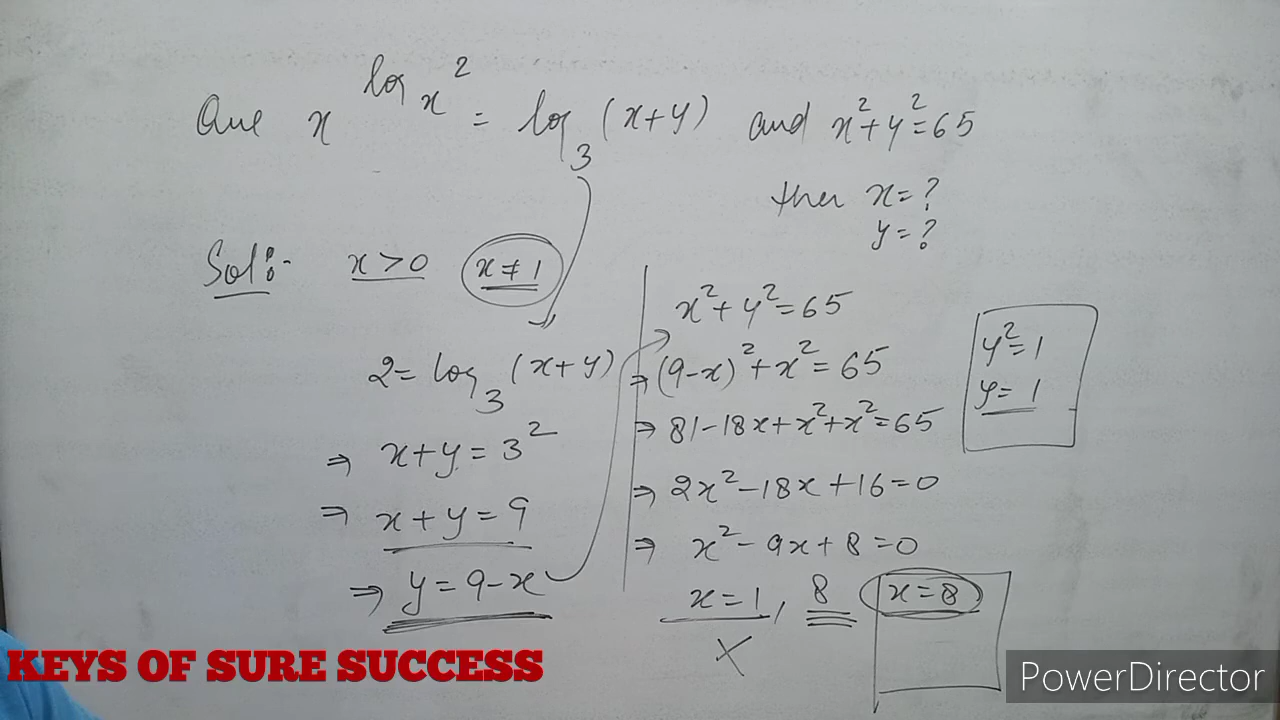 Que x^log_x 2 = log_3 (x+y) and x²+y²=65
then x=?
y=?
Sol:- x>0 x≠1
2=log_3 (x+y)
⇒ x+y=3²
⇒ x+y=9
⇒ y=9-x
x²+y²=65
⇒ (9-x)²+x²=65
⇒ 81-18x+x²+x²=65
⇒ 2x²-18x+16=0
⇒ x²-9x+8=0
x=1, 8 x=8
X
y²=1
y=1
KEYS OF SURE SUCCESS
PowerDirector